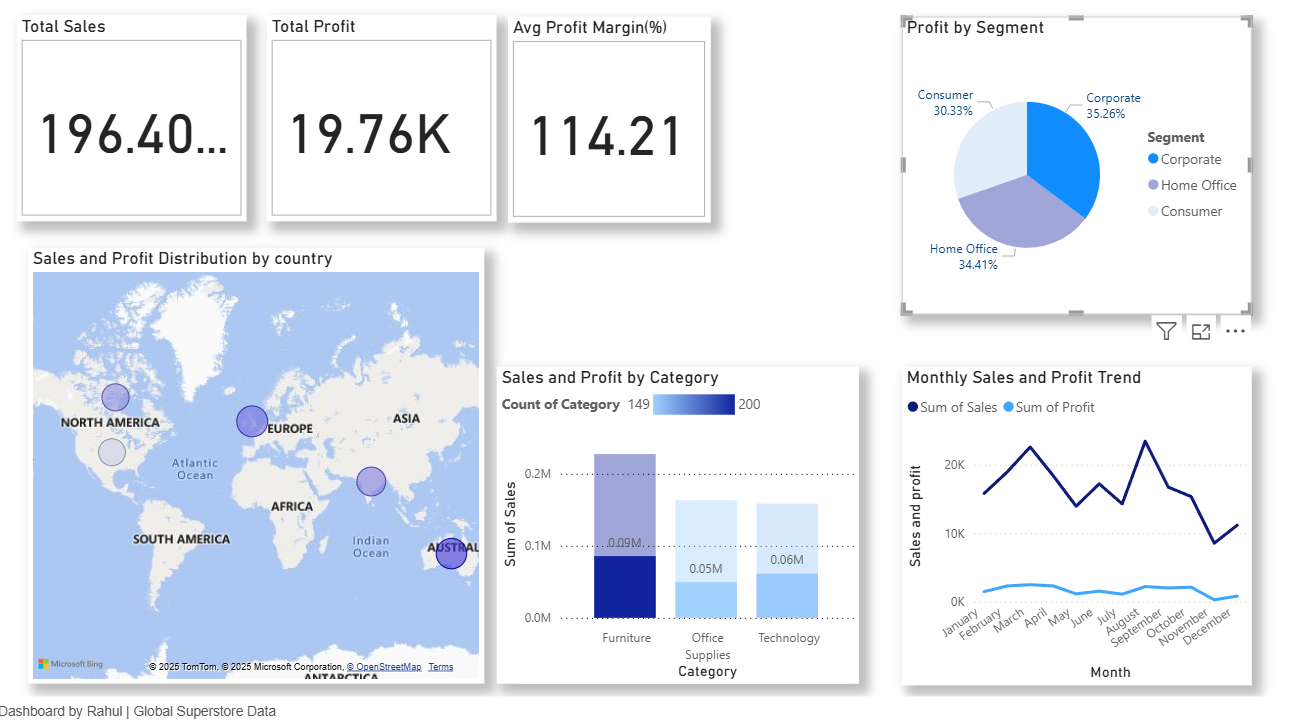 Total Sales
196.40...
Total Profit
19.76K
Avg Profit Margin(%)
114.21
Profit by Segment
Consumer
30.33%
Corporate
35.26%
Home Office
34.41%
Segment
Corporate
Home Office
Consumer
Sales and Profit Distribution by country
NORTH AMERICA
EUROPE
ASIA
Atlantic
Ocean
AFRICA
SOUTH AMERICA
Indian
Ocean
AUSTRAL
ANTARCTICA
Microsoft Bing
© 2025 TomTom, © 2025 Microsoft Corporation, © OpenStreetMap Terms
Sales and Profit by Category
Count of Category 149 200
Sum of Sales
0.2M
0.1M
0.0M
0.09M
0.05M
0.06M
Furniture
Office
Supplies
Technology
Category
Monthly Sales and Profit Trend
Sum of Sales Sum of Profit
Sales and profit
20K
10K
0K
January
February
March
April
May
June
July
August
September
October
November
December
Month
Dashboard by Rahul | Global Superstore Data